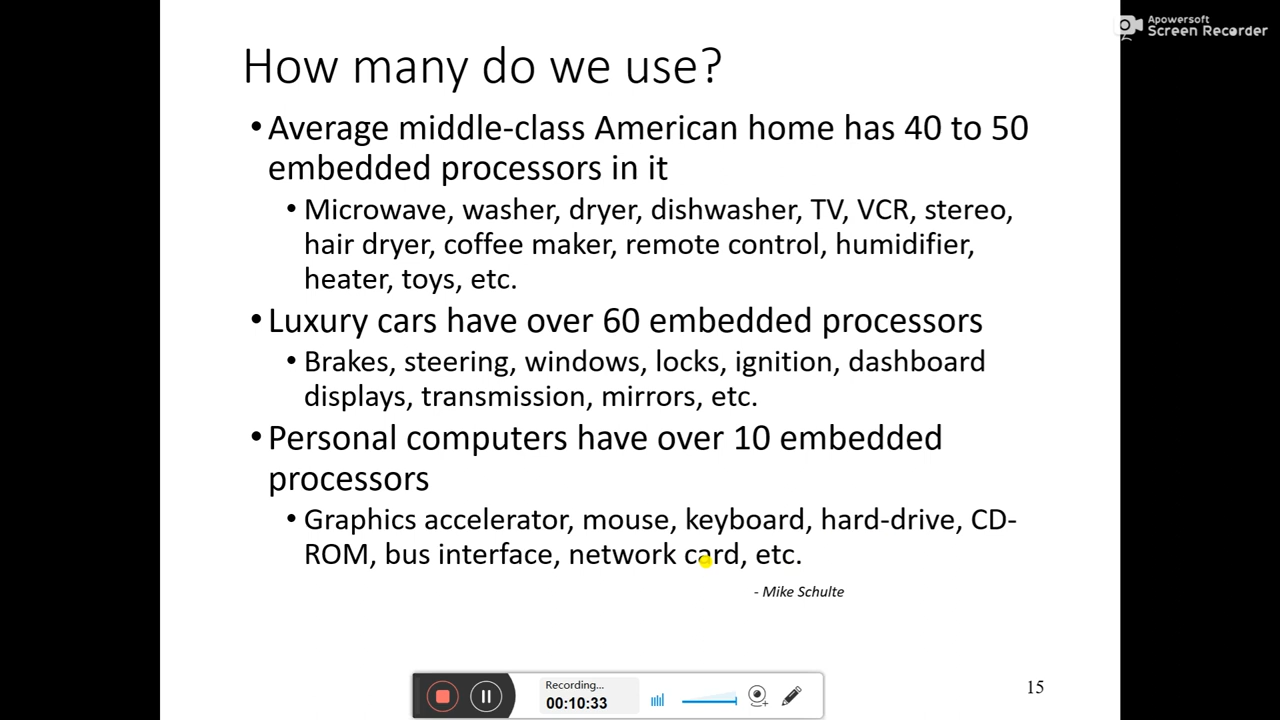 Apowersoft
Screen Recorder
How many do we use?
•Average middle-class American home has 40 to 50
embedded processors in it
• Microwave, washer, dryer, dishwasher, TV, VCR, stereo,
hair dryer, coffee maker, remote control, humidifier,
heater, toys, etc.
•Luxury cars have over 60 embedded processors
• Brakes, steering, windows, locks, ignition, dashboard
displays, transmission, mirrors, etc.
•Personal computers have over 10 embedded
processors
• Graphics accelerator, mouse, keyboard, hard-drive, CD-
ROM, bus interface, network card, etc.
- Mike Schulte
Recording...
00:10:33
15